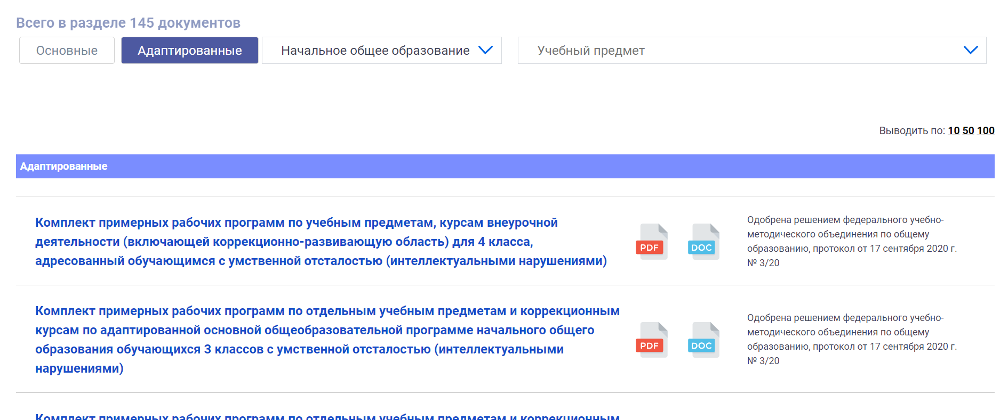 Всего в разделе 145 документов
Основные
Адаптированные
Начальное общее образование
Учебный предмет
Выводить по: 10 50 100
Адаптированные
Комплект примерных рабочих программ по учебным предметам, курсам внеурочной
деятельности (включающей коррекционно-развивающую область) для 4 класса,
адресованный обучающимся с умственной отсталостью (интеллектуальными нарушениями)
PDF
DOC
Одобрена решением федерального учебно-
методического объединения по общему
образованию, протокол от 17 сентября 2020 г.
№ 3/20
Комплект примерных рабочих программ по отдельным учебным предметам и коррекционным
курсам по адаптированной основной общеобразовательной программе начального общего
образования обучающихся 3 классов с умственной отсталостью (интеллектуальными
нарушениями)
PDF
DOC
Одобрена решением федерального учебно-
методического объединения по общему
образованию, протокол от 17 сентября 2020 г.
№ 3/20
Комплект примерных рабочих программ по отдельным учебным предметам и коррекционным